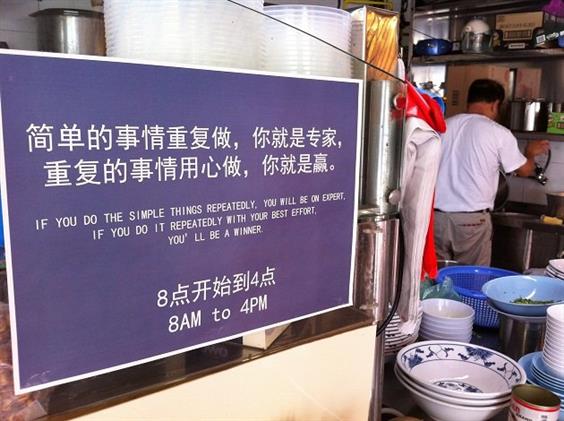 简单的事情重复做，你就是专家，
重复的事情用心做，你就是赢。
IF YOU DO THE SIMPLE THINGS REPEATEDLY, YOU WILL BE ON EXPERT,
IF YOU DO IT REPEATEDLY WITH YOUR BEST EFFORT,
YOU'LL BE A WINNER.
8点开始到4点
8AM to 4PM